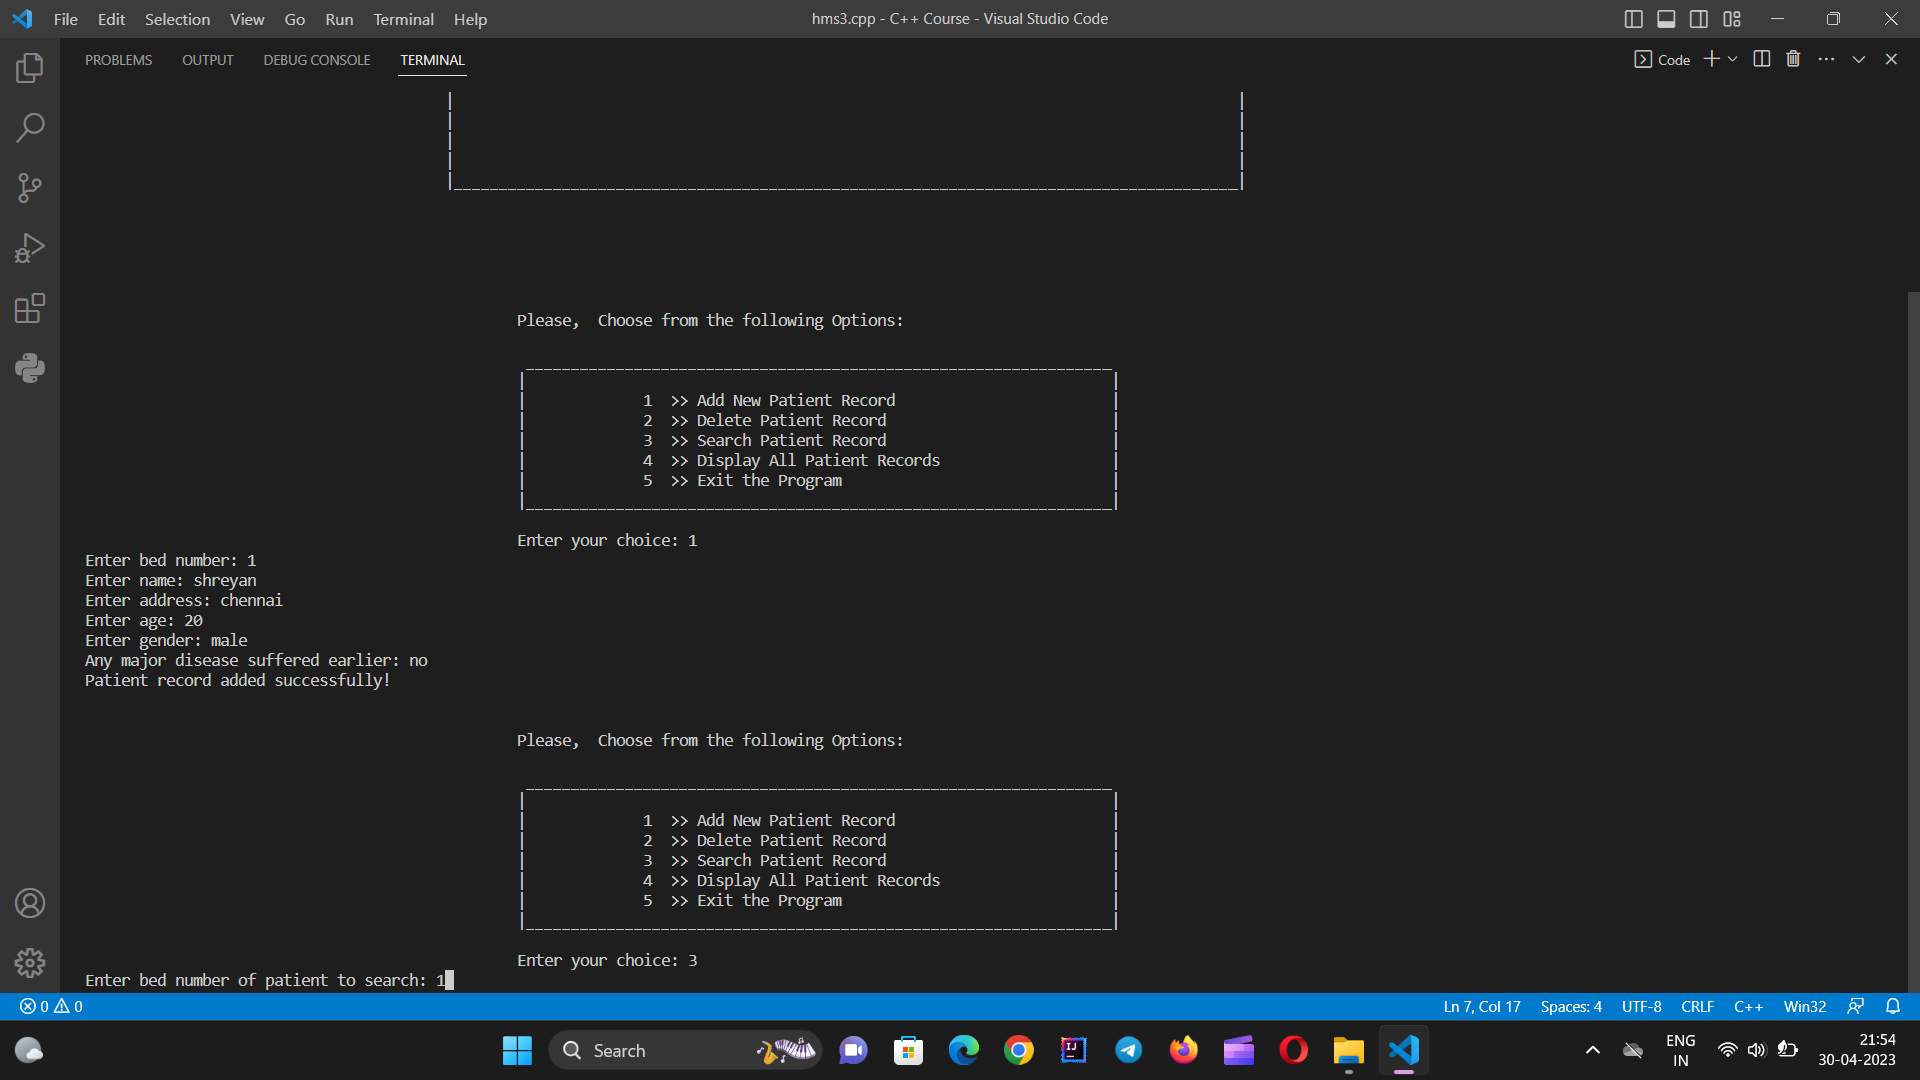 File Edit Selection View Go Run Terminal Help
hms3.cpp - C++ Course - Visual Studio Code
PROBLEMS OUTPUT DEBUG CONSOLE TERMINAL
Code
Please,  Choose from the following Options:
1 >> Add New Patient Record
2 >> Delete Patient Record
3 >> Search Patient Record
4 >> Display All Patient Records
5 >> Exit the Program
Enter your choice: 1
Enter bed number: 1
Enter name: shreyan
Enter address: chennai
Enter age: 20
Enter gender: male
Any major disease suffered earlier: no
Patient record added successfully!
Please,  Choose from the following Options:
1 >> Add New Patient Record
2 >> Delete Patient Record
3 >> Search Patient Record
4 >> Display All Patient Records
5 >> Exit the Program
Enter your choice: 3
Enter bed number of patient to search: 1
0 0
Ln 7, Col 17 Spaces: 4 UTF-8 CRLF C++ Win32
Search
IJ
ENG
IN
21:54
30-04-2023